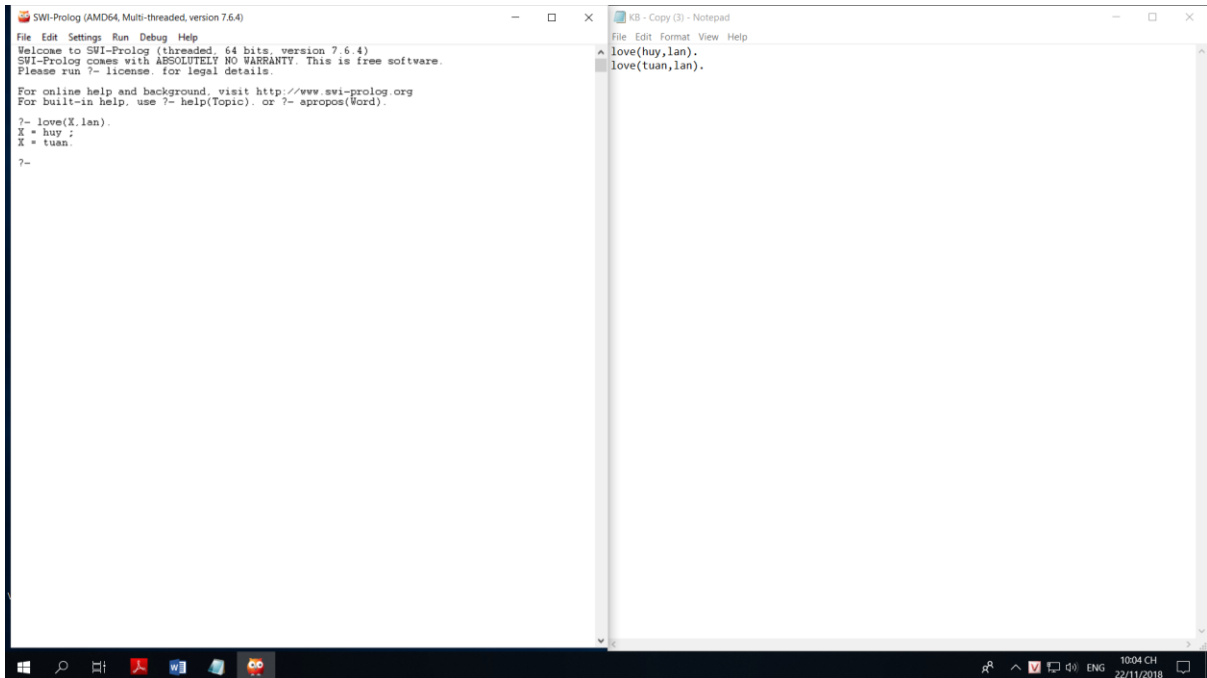 SWI-Prolog (AMD64, Multi-threaded, version 7.6.4)
File Edit Settings Run Debug Help
Welcome to SWI-Prolog (threaded, 64 bits, version 7.6.4)
SWI-Prolog comes with ABSOLUTELY NO WARRANTY. This is free software.
Please run ?- license. for legal details.
For online help and background, visit http://www.swi-prolog.org
For built-in help, use ?- help(Topic). or ?- apropos(Word).
?- love(X,lan).
X = huy ;
X = tuan.
?-
KB - Copy (3) - Notepad
File Edit Format View Help
love(huy,lan).
love(tuan,lan).
ENG
10:04 CH
22/11/2018